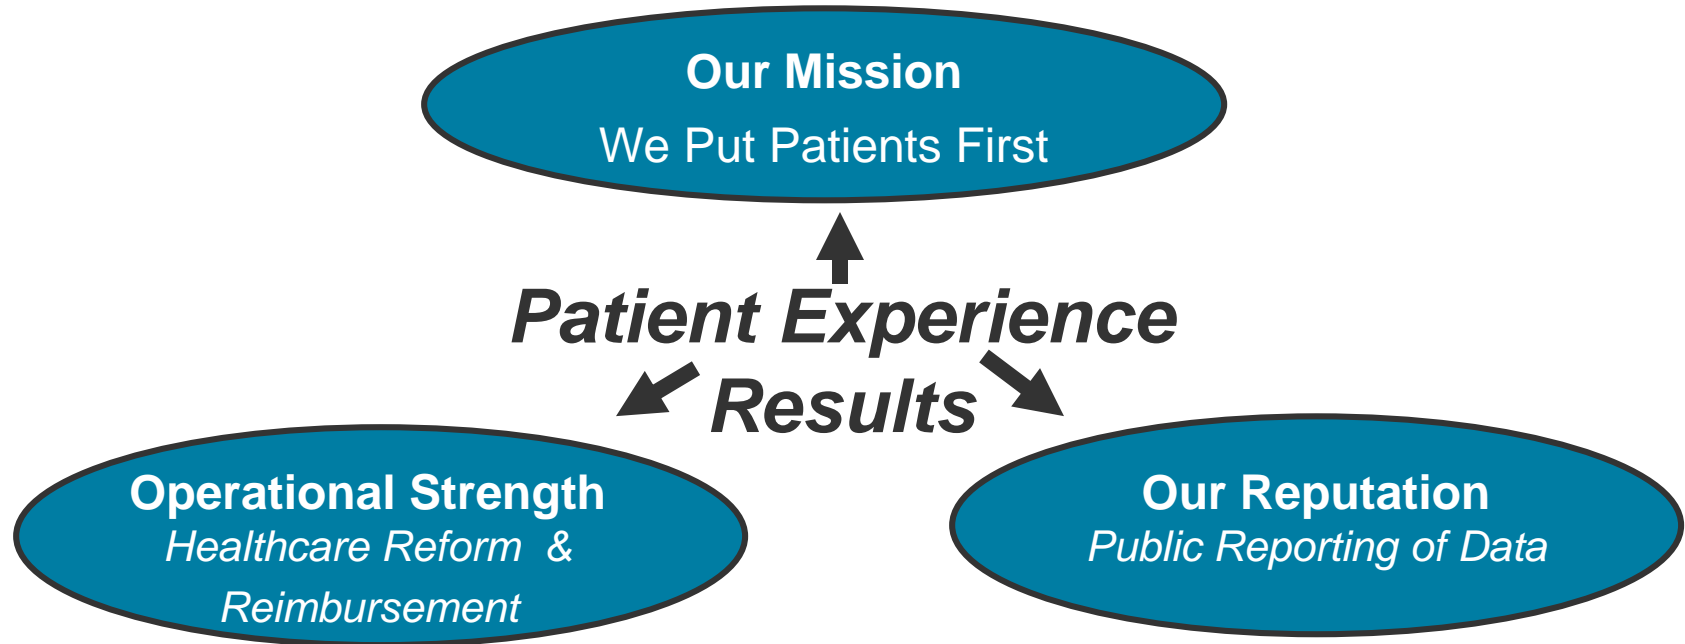 Our Mission
We Put Patients First
Patient Experience
Results
Operational Strength
Healthcare Reform &
Reimbursement
Our Reputation
Public Reporting of Data